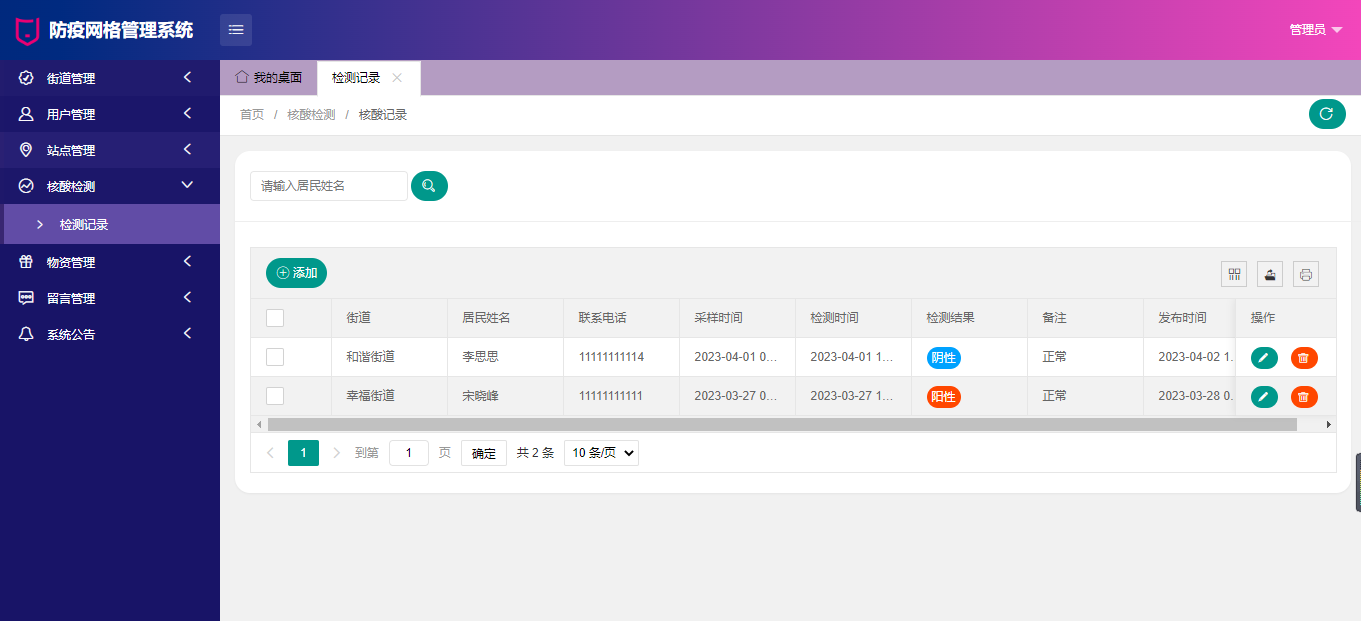 防疫网格管理系统
管理员
街道管理
用户管理
站点管理
核酸检测
检测记录
物资管理
留言管理
系统公告
我的桌面
检测记录
首页 / 核酸检测 / 核酸记录
请输入居民姓名
添加
街道 居民姓名 联系电话 采样时间 检测时间 检测结果 备注 发布时间 操作
和谐街道 李思思 11111111114 2023-04-01 0... 2023-04-01 1... 阴性 正常 2023-04-02 1.
幸福街道 宋晓峰 11111111111 2023-03-27 0... 2023-03-27 1... 阳性 正常 2023-03-28 0.
1 到第 1 页 确定 共 2 条 10 条/页